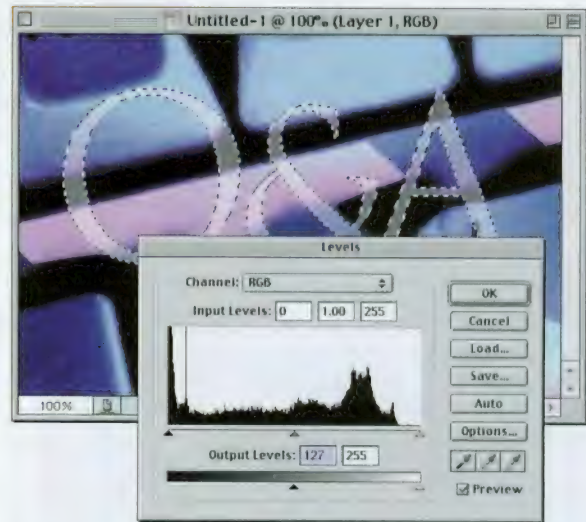 Untitled-1 @ 100% (Layer 1, RGB)
Q&A
Levels
Channel: RGB
Input Levels: 0 1.00 255
OK
Cancel
Load...
Save...
Auto
Options...
100%
Output Levels: 127 255
Preview